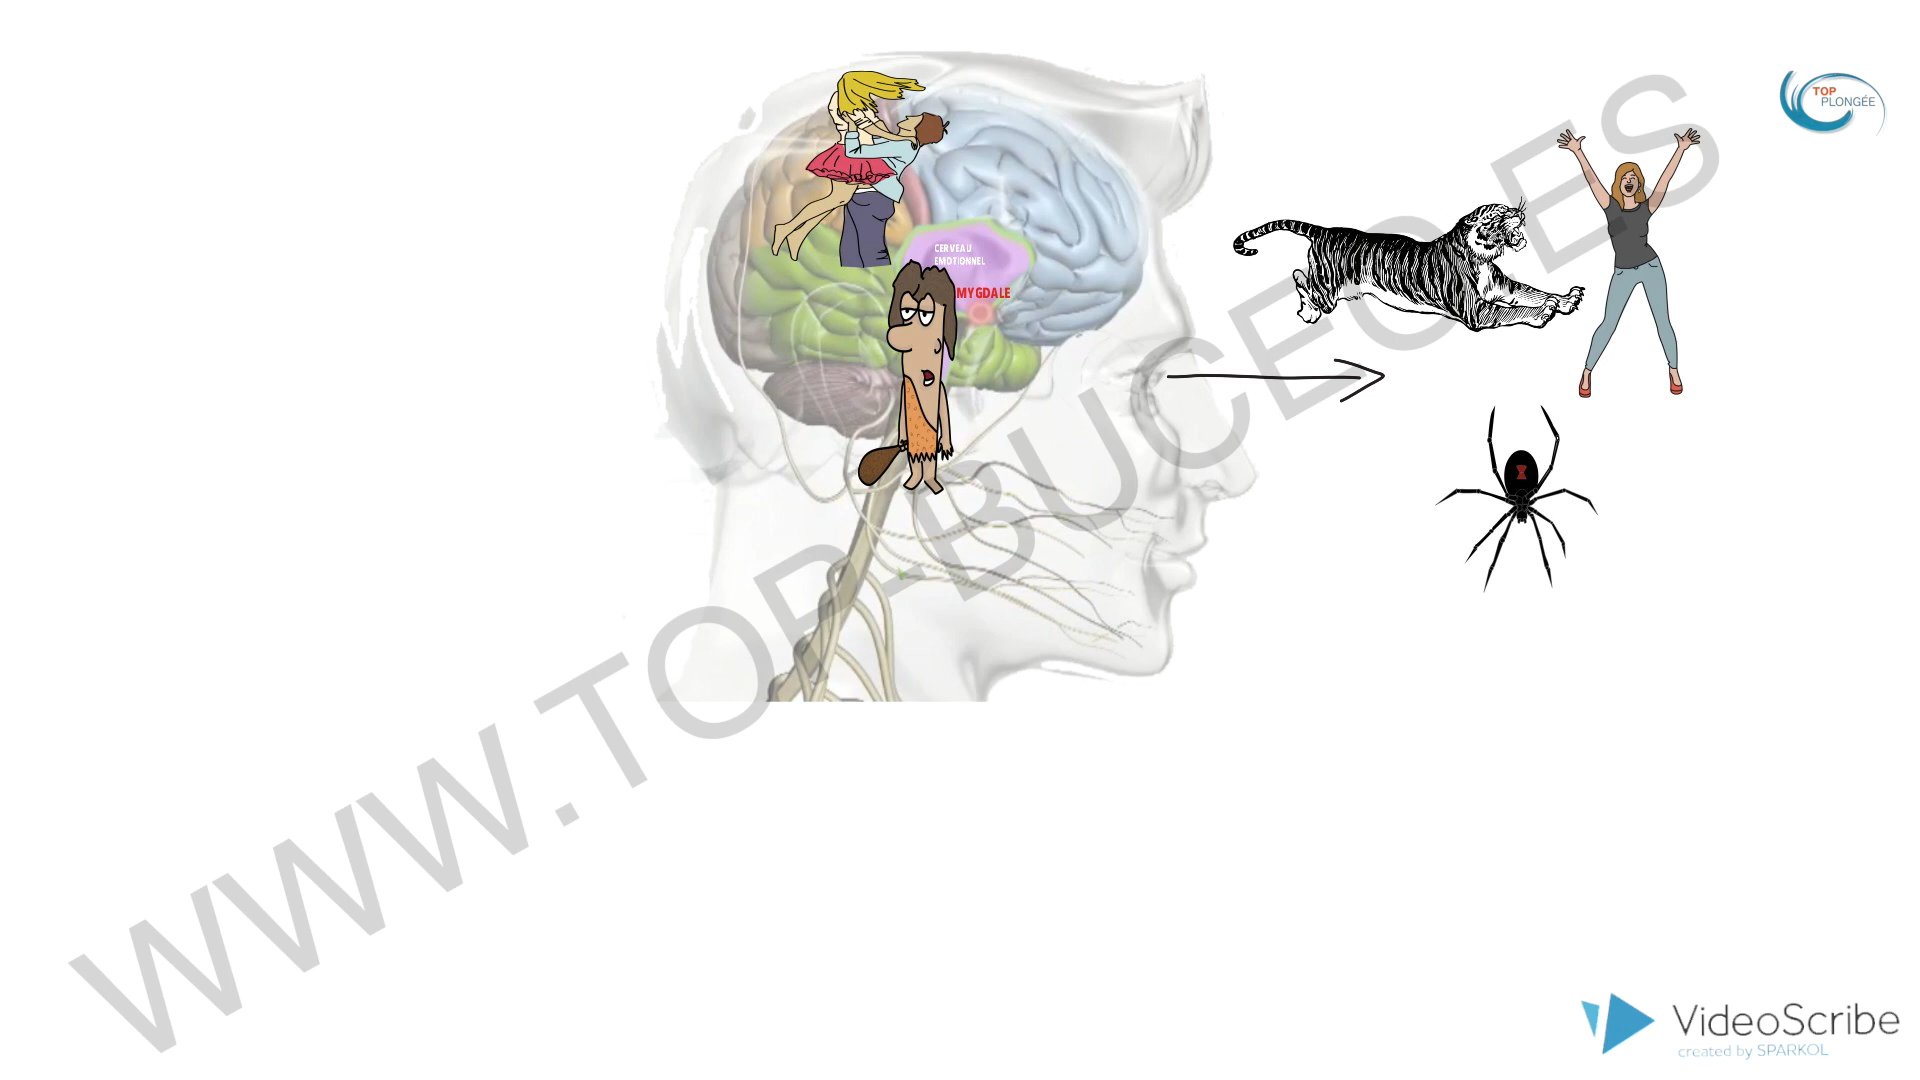 TOP
PLONGÉE
CERVEAU
EMOTIONNEL
MYGDALE
WWW.TOP-BUCEO.ES
VideoScribe
created by SPARKOL